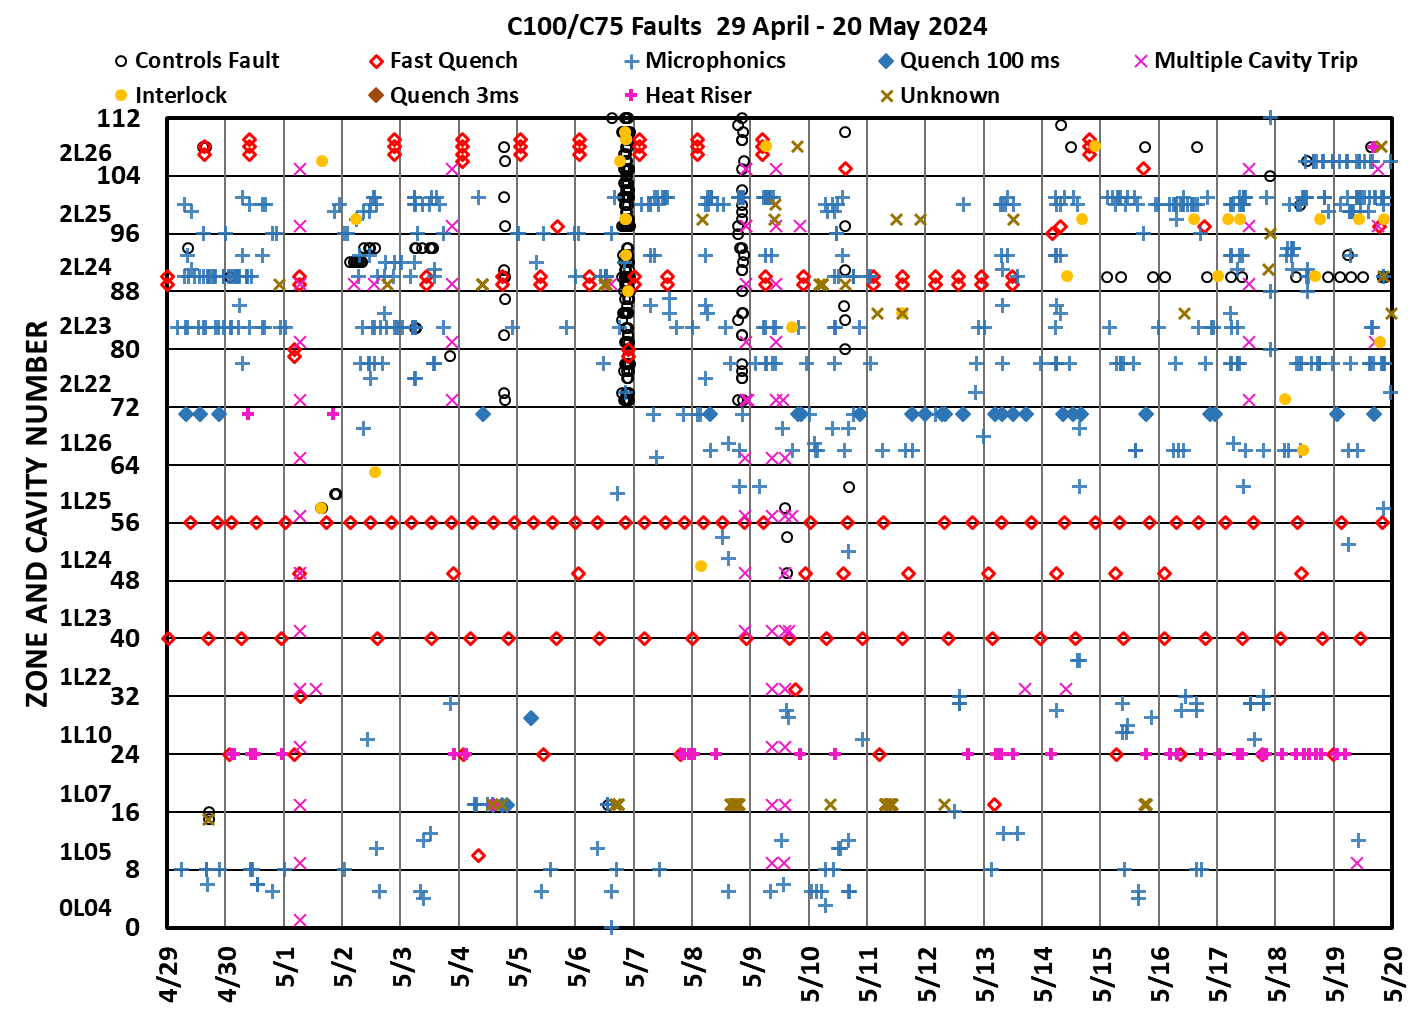 C100/C75 Faults  29 April - 20 May 2024
Controls Fault
Fast Quench
Microphonics
Quench 100 ms
Multiple Cavity Trip
Interlock
Quench 3ms
Heat Riser
Unknown
ZONE AND CAVITY NUMBER
112
2L26
104
2L25
96
2L24
88
2L23
80
2L22
72
1L26
64
1L25
56
1L24
48
1L23
40
1L22
32
1L10
24
1L07
16
1L05
8
0L04
0
4/29
4/30
5/1
5/2
5/3
5/4
5/5
5/6
5/7
5/8
5/9
5/10
5/11
5/12
5/13
5/14
5/15
5/16
5/17
5/18
5/19
5/20